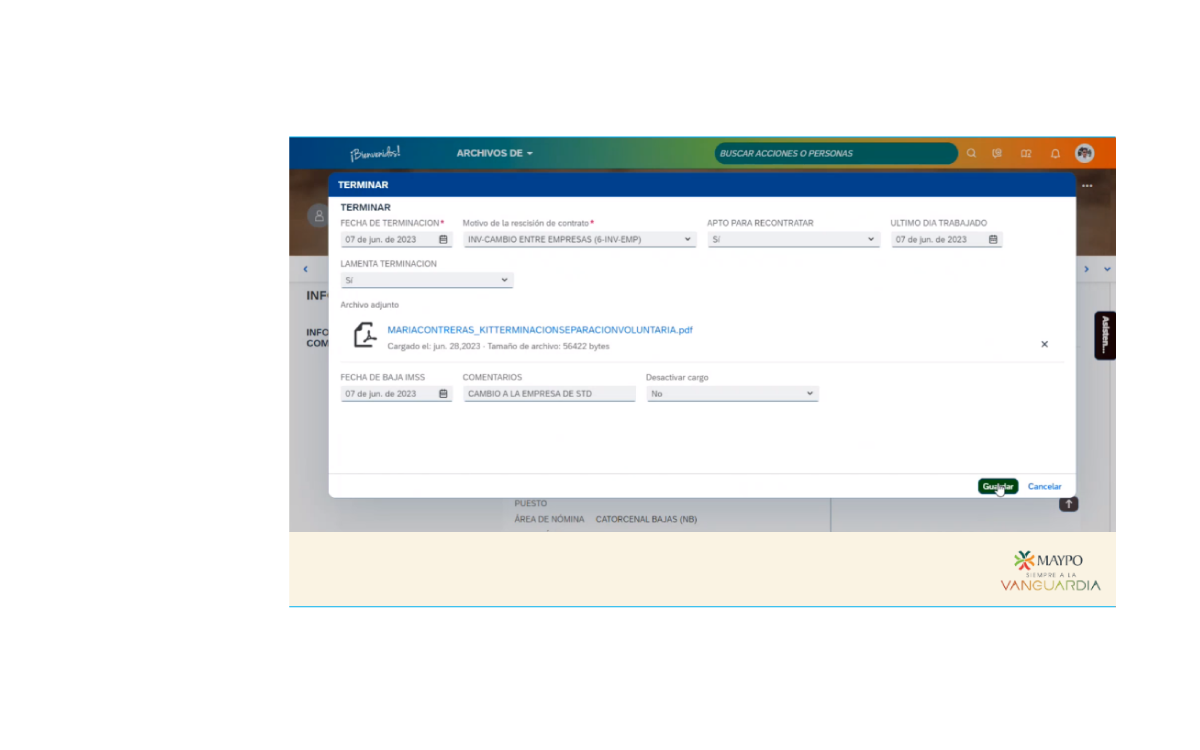 ¡Bienvenidos!
ARCHIVOS DE
BUSCAR ACCIONES O PERSONAS
TERMINAR
TERMINAR
FECHA DE TERMINACION*
Motivo de la rescisión de contrato*
APTO PARA RECONTRATAR
ULTIMO DIA TRABAJADO
07 de jun. de 2023
INV-CAMBIO ENTRE EMPRESAS (6-INV-EMP)
Sí
07 de jun. de 2023
LAMENTA TERMINACION
Sí
INF
Archivo adjunto
INFO
COM
MARIACONTRERAS_KITTERMINACIONSEPARACIONVOLUNTARIA.pdf
Cargado el: jun. 28,2023 - Tamaño de archivo: 56422 bytes
Asisten...
FECHA DE BAJA IMSS
COMENTARIOS
Desactivar cargo
07 de jun. de 2023
CAMBIO A LA EMPRESA DE STD
No
Guardar
Cancelar
PUESTO
ÁREA DE NÓMINA
CATORCENAL BAJAS (NB)
MAYPO
SIEMPRE A LA
VANGUARDIA